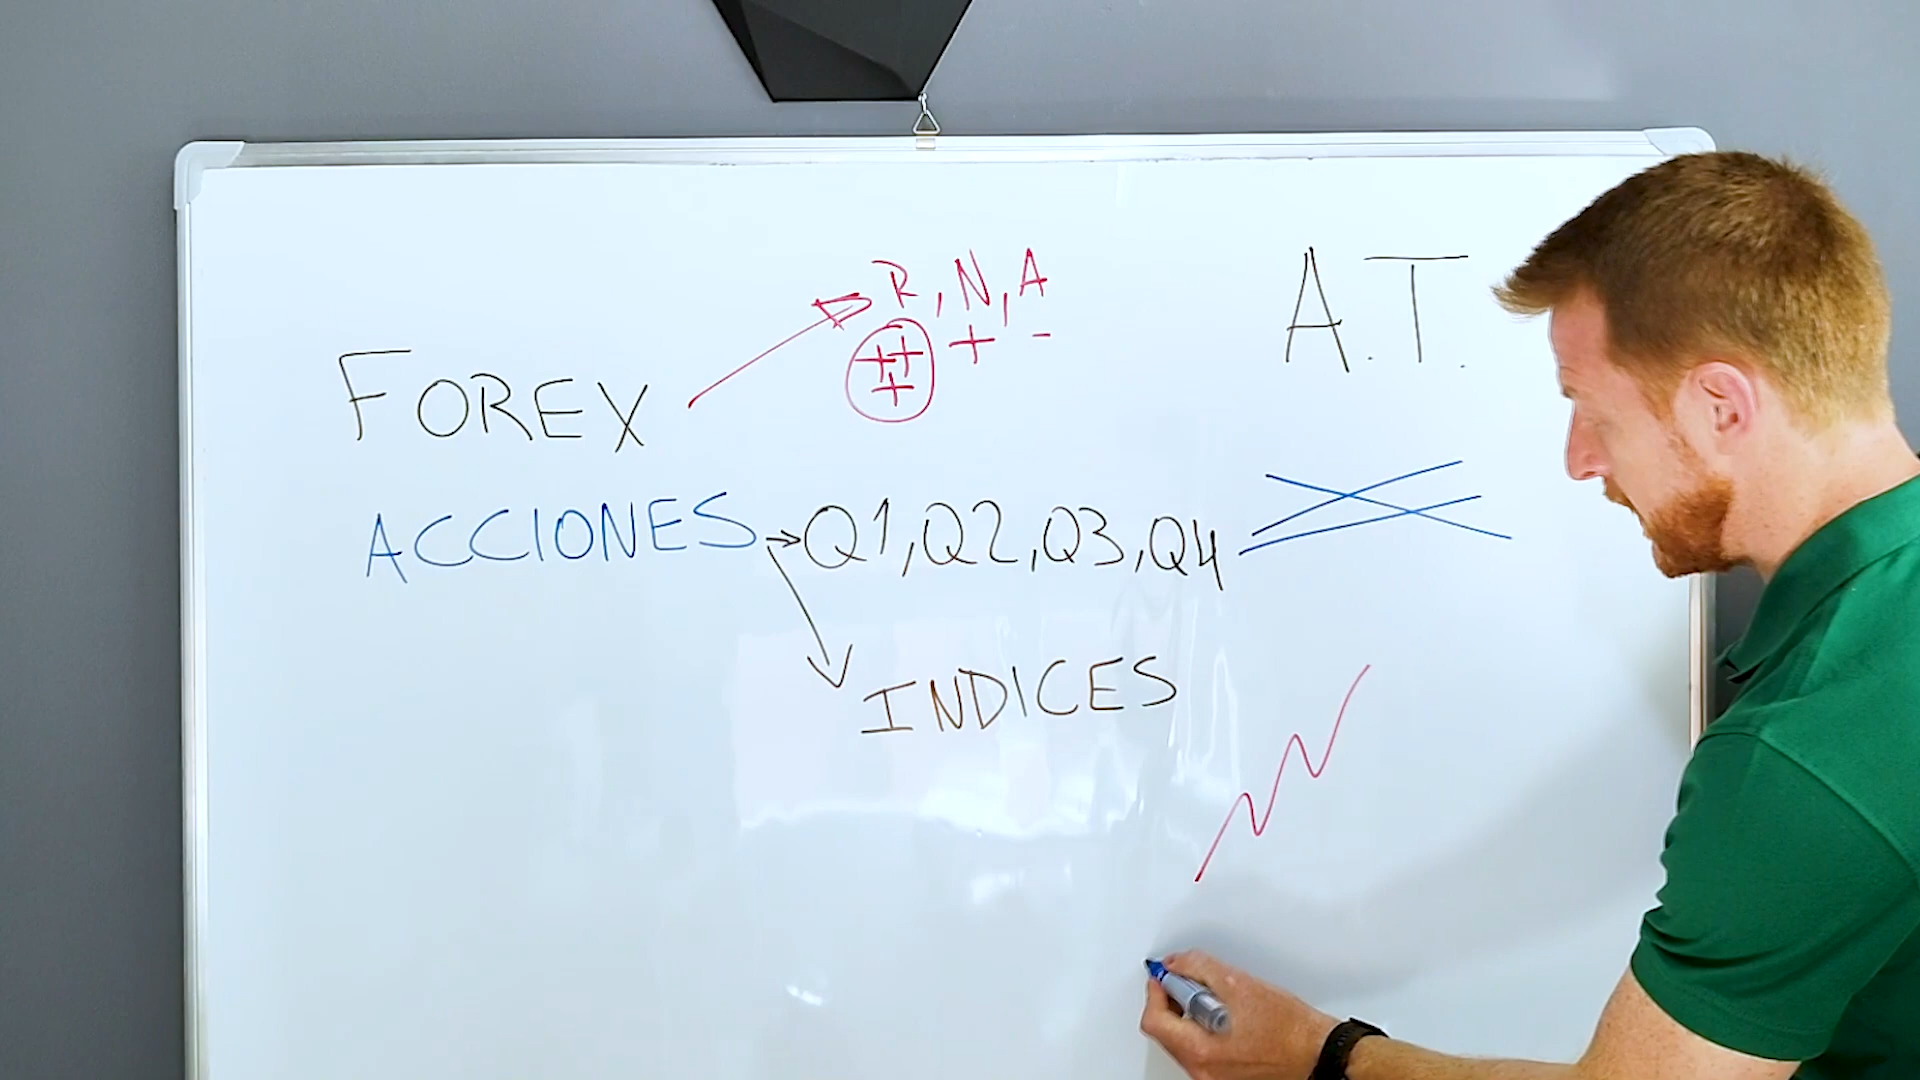 R, N, A
+++ + -
A.T.
FOREX
ACCIONES → Q1, Q2, Q3, Q4
INDICES